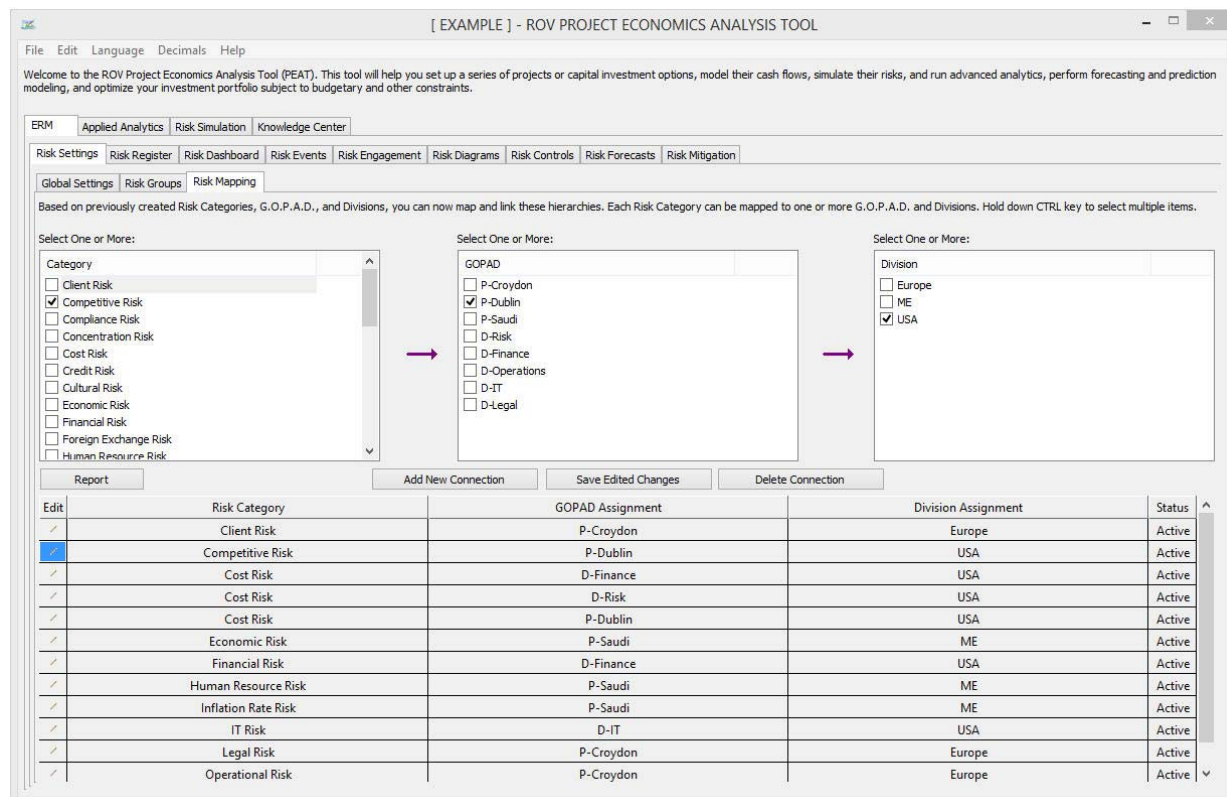 [ EXAMPLE ] - ROV PROJECT ECONOMICS ANALYSIS TOOL
File Edit Language Decimals Help
Welcome to the ROV Project Economics Analysis Tool (PEAT). This tool will help you set up a series of projects or capital investment options, model their cash flows, simulate their risks, and run advanced analytics, perform forecasting and prediction
modeling, and optimize your investment portfolio subject to budgetary and other constraints.
ERM Applied Analytics Risk Simulation Knowledge Center
Risk Settings Risk Register Risk Dashboard Risk Events Risk Engagement Risk Diagrams Risk Controls Risk Forecasts Risk Mitigation
Global Settings Risk Groups Risk Mapping
Based on previously created Risk Categories, G.O.P.A.D., and Divisions, you can now map and link these hierarchies. Each Risk Category can be mapped to one or more G.O.P.A.D. and Divisions. Hold down CTRL key to select multiple items.
Select One or More:
Category
Client Risk
Competitive Risk
Compliance Risk
Concentration Risk
Cost Risk
Credit Risk
Cultural Risk
Economic Risk
Financial Risk
Foreign Exchange Risk
Human Resource Risk
Select One or More:
GOPAD
P-Croydon
P-Dublin
P-Saudi
D-Risk
D-Finance
D-Operations
D-IT
D-Legal
Select One or More:
Division
Europe
ME
USA
Report Add New Connection Save Edited Changes Delete Connection
Edit Risk Category GOPAD Assignment Division Assignment Status
Client Risk P-Croydon Europe Active
Competitive Risk P-Dublin USA Active
Cost Risk D-Finance USA Active
Cost Risk D-Risk USA Active
Cost Risk P-Dublin USA Active
Economic Risk P-Saudi ME Active
Financial Risk D-Finance USA Active
Human Resource Risk P-Saudi ME Active
Inflation Rate Risk P-Saudi ME Active
IT Risk D-IT USA Active
Legal Risk P-Croydon Europe Active
Operational Risk P-Croydon Europe Active